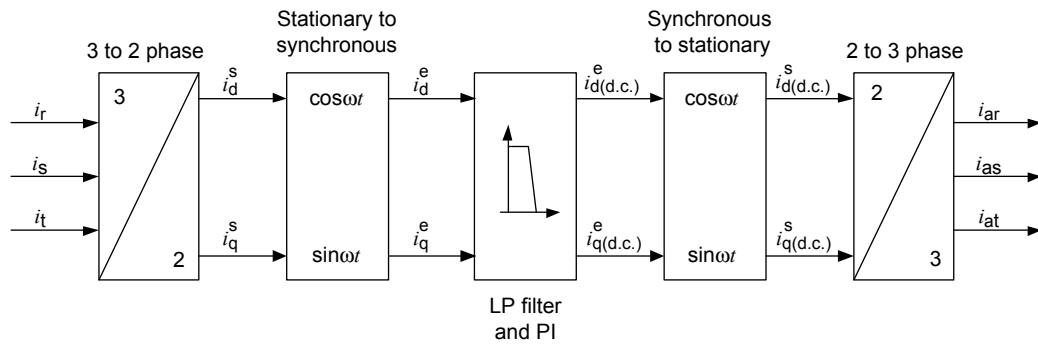 Stationary to
synchronous
Synchronous
to stationary
3 to 2 phase
2 to 3 phase
3
i_d^s
cosωt
i_d^e
i_d(d.c.)^e
cosωt
i_d(d.c.)^s
2
i_r
i_ar
i_s
i_as
i_t
i_at
2
i_q^s
sinωt
i_q^e
i_q(d.c.)^e
sinωt
i_q(d.c.)^s
3
LP filter
and PI